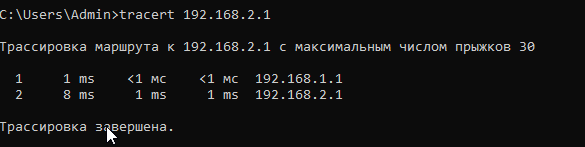 C:\Users\Admin>tracert 192.168.2.1
Трассировка маршрута к 192.168.2.1 с максимальным числом прыжков 30
1 1 ms <1 мс <1 мс 192.168.1.1
2 8 ms 1 ms 1 ms 192.168.2.1
Трассировка завершена.